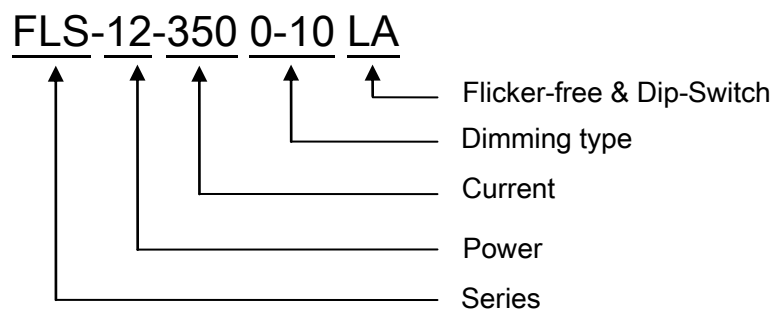 FLS-12-350 0-10 LA
Flicker-free & Dip-Switch
Dimming type
Current
Power
Series